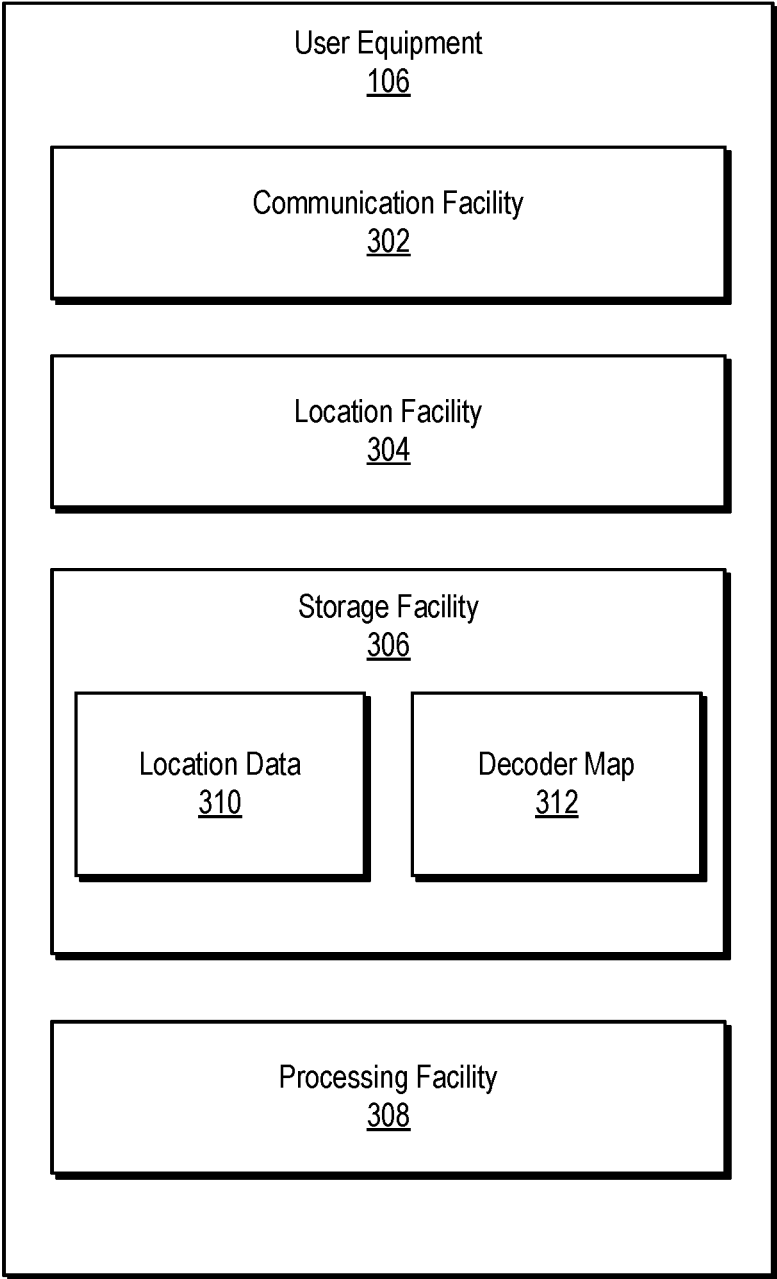 User Equipment
106
Communication Facility
302
Location Facility
304
Storage Facility
306
Location Data
310
Decoder Map
312
Processing Facility
308